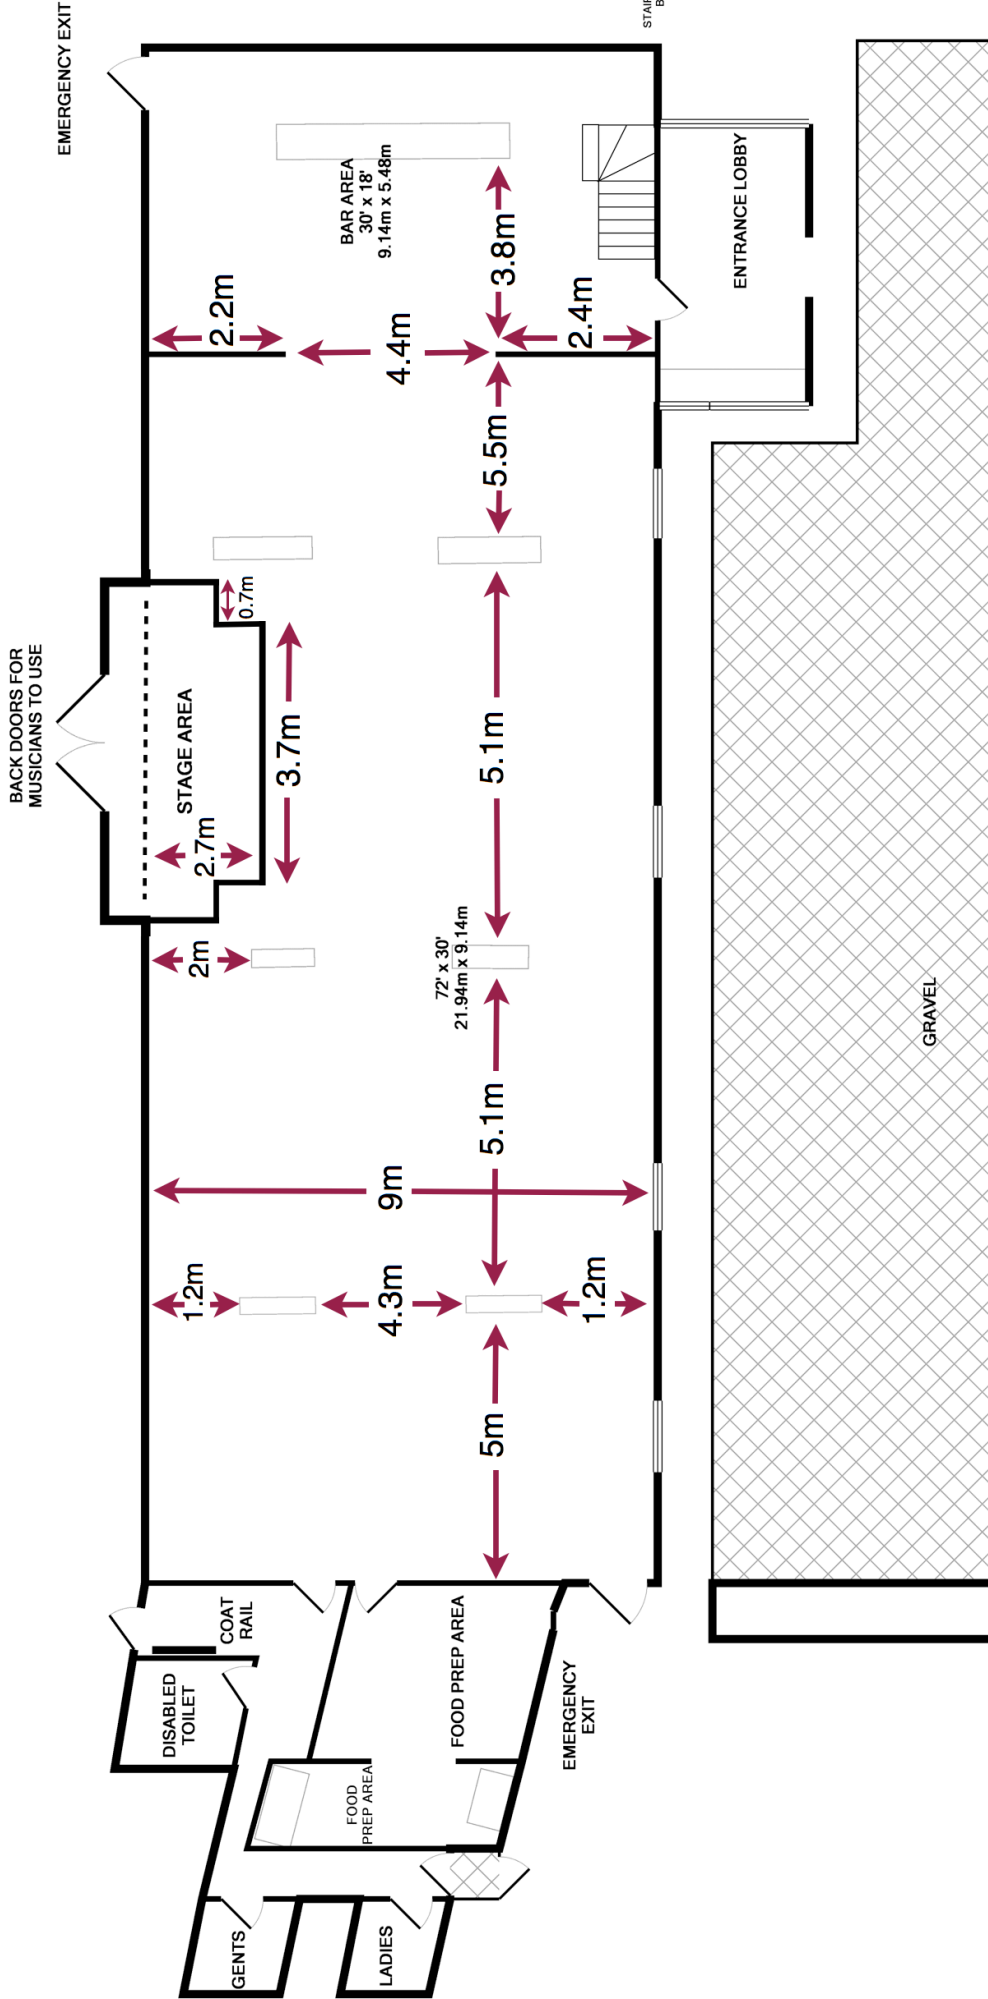 EMERGENCY EXIT
BACK DOORS FOR
MUSICIANS TO USE
BAR AREA
30' x 18'
9.14m x 5.48m
ENTRANCE LOBBY
2.2m
4.4m
3.8m
2.4m
5.5m
0.7m
STAGE AREA
3.7m
2.7m
5.1m
2m
72' x 30'
21.94m x 9.14m
GRAVEL
5.1m
9m
1.2m
4.3m
1.2m
5m
COAT
RAIL
DISABLED
TOILET
FOOD PREP AREA
EMERGENCY
EXIT
FOOD
PREP AREA
GENTS
LADIES